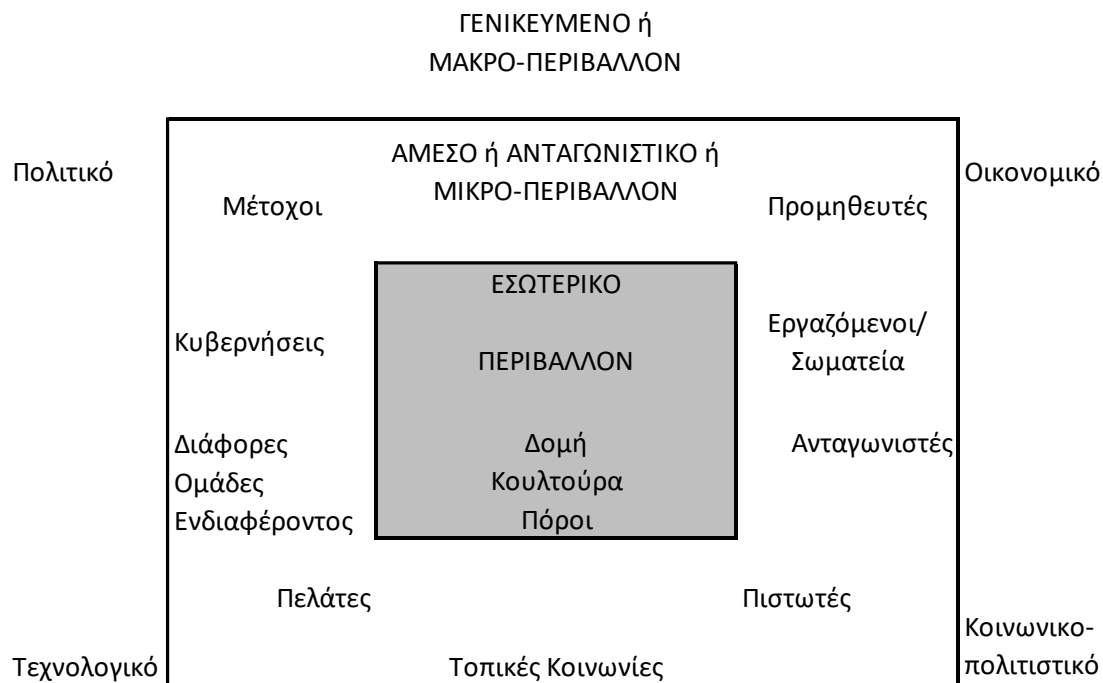 ΓΕΝΙΚΕΥΜΕΝΟ ή
ΜΑΚΡΟ-ΠΕΡΙΒΑΛΛΟΝ
ΑΜΕΣΟ ή ΑΝΤΑΓΩΝΙΣΤΙΚΟ ή
ΜΙΚΡΟ-ΠΕΡΙΒΑΛΛΟΝ
Πολιτικό
Οικονομικό
Μέτοχοι
Προμηθευτές
ΕΣΩΤΕΡΙΚΟ
ΠΕΡΙΒΑΛΛΟΝ
Κυβερνήσεις
Εργαζόμενοι/
Σωματεία
Διάφορες
Ομάδες
Ενδιαφέροντος
Δομή
Κουλτούρα
Πόροι
Ανταγωνιστές
Πελάτες
Πιστωτές
Τεχνολογικό
Τοπικές Κοινωνίες
Κοινωνικο-
πολιτιστικό